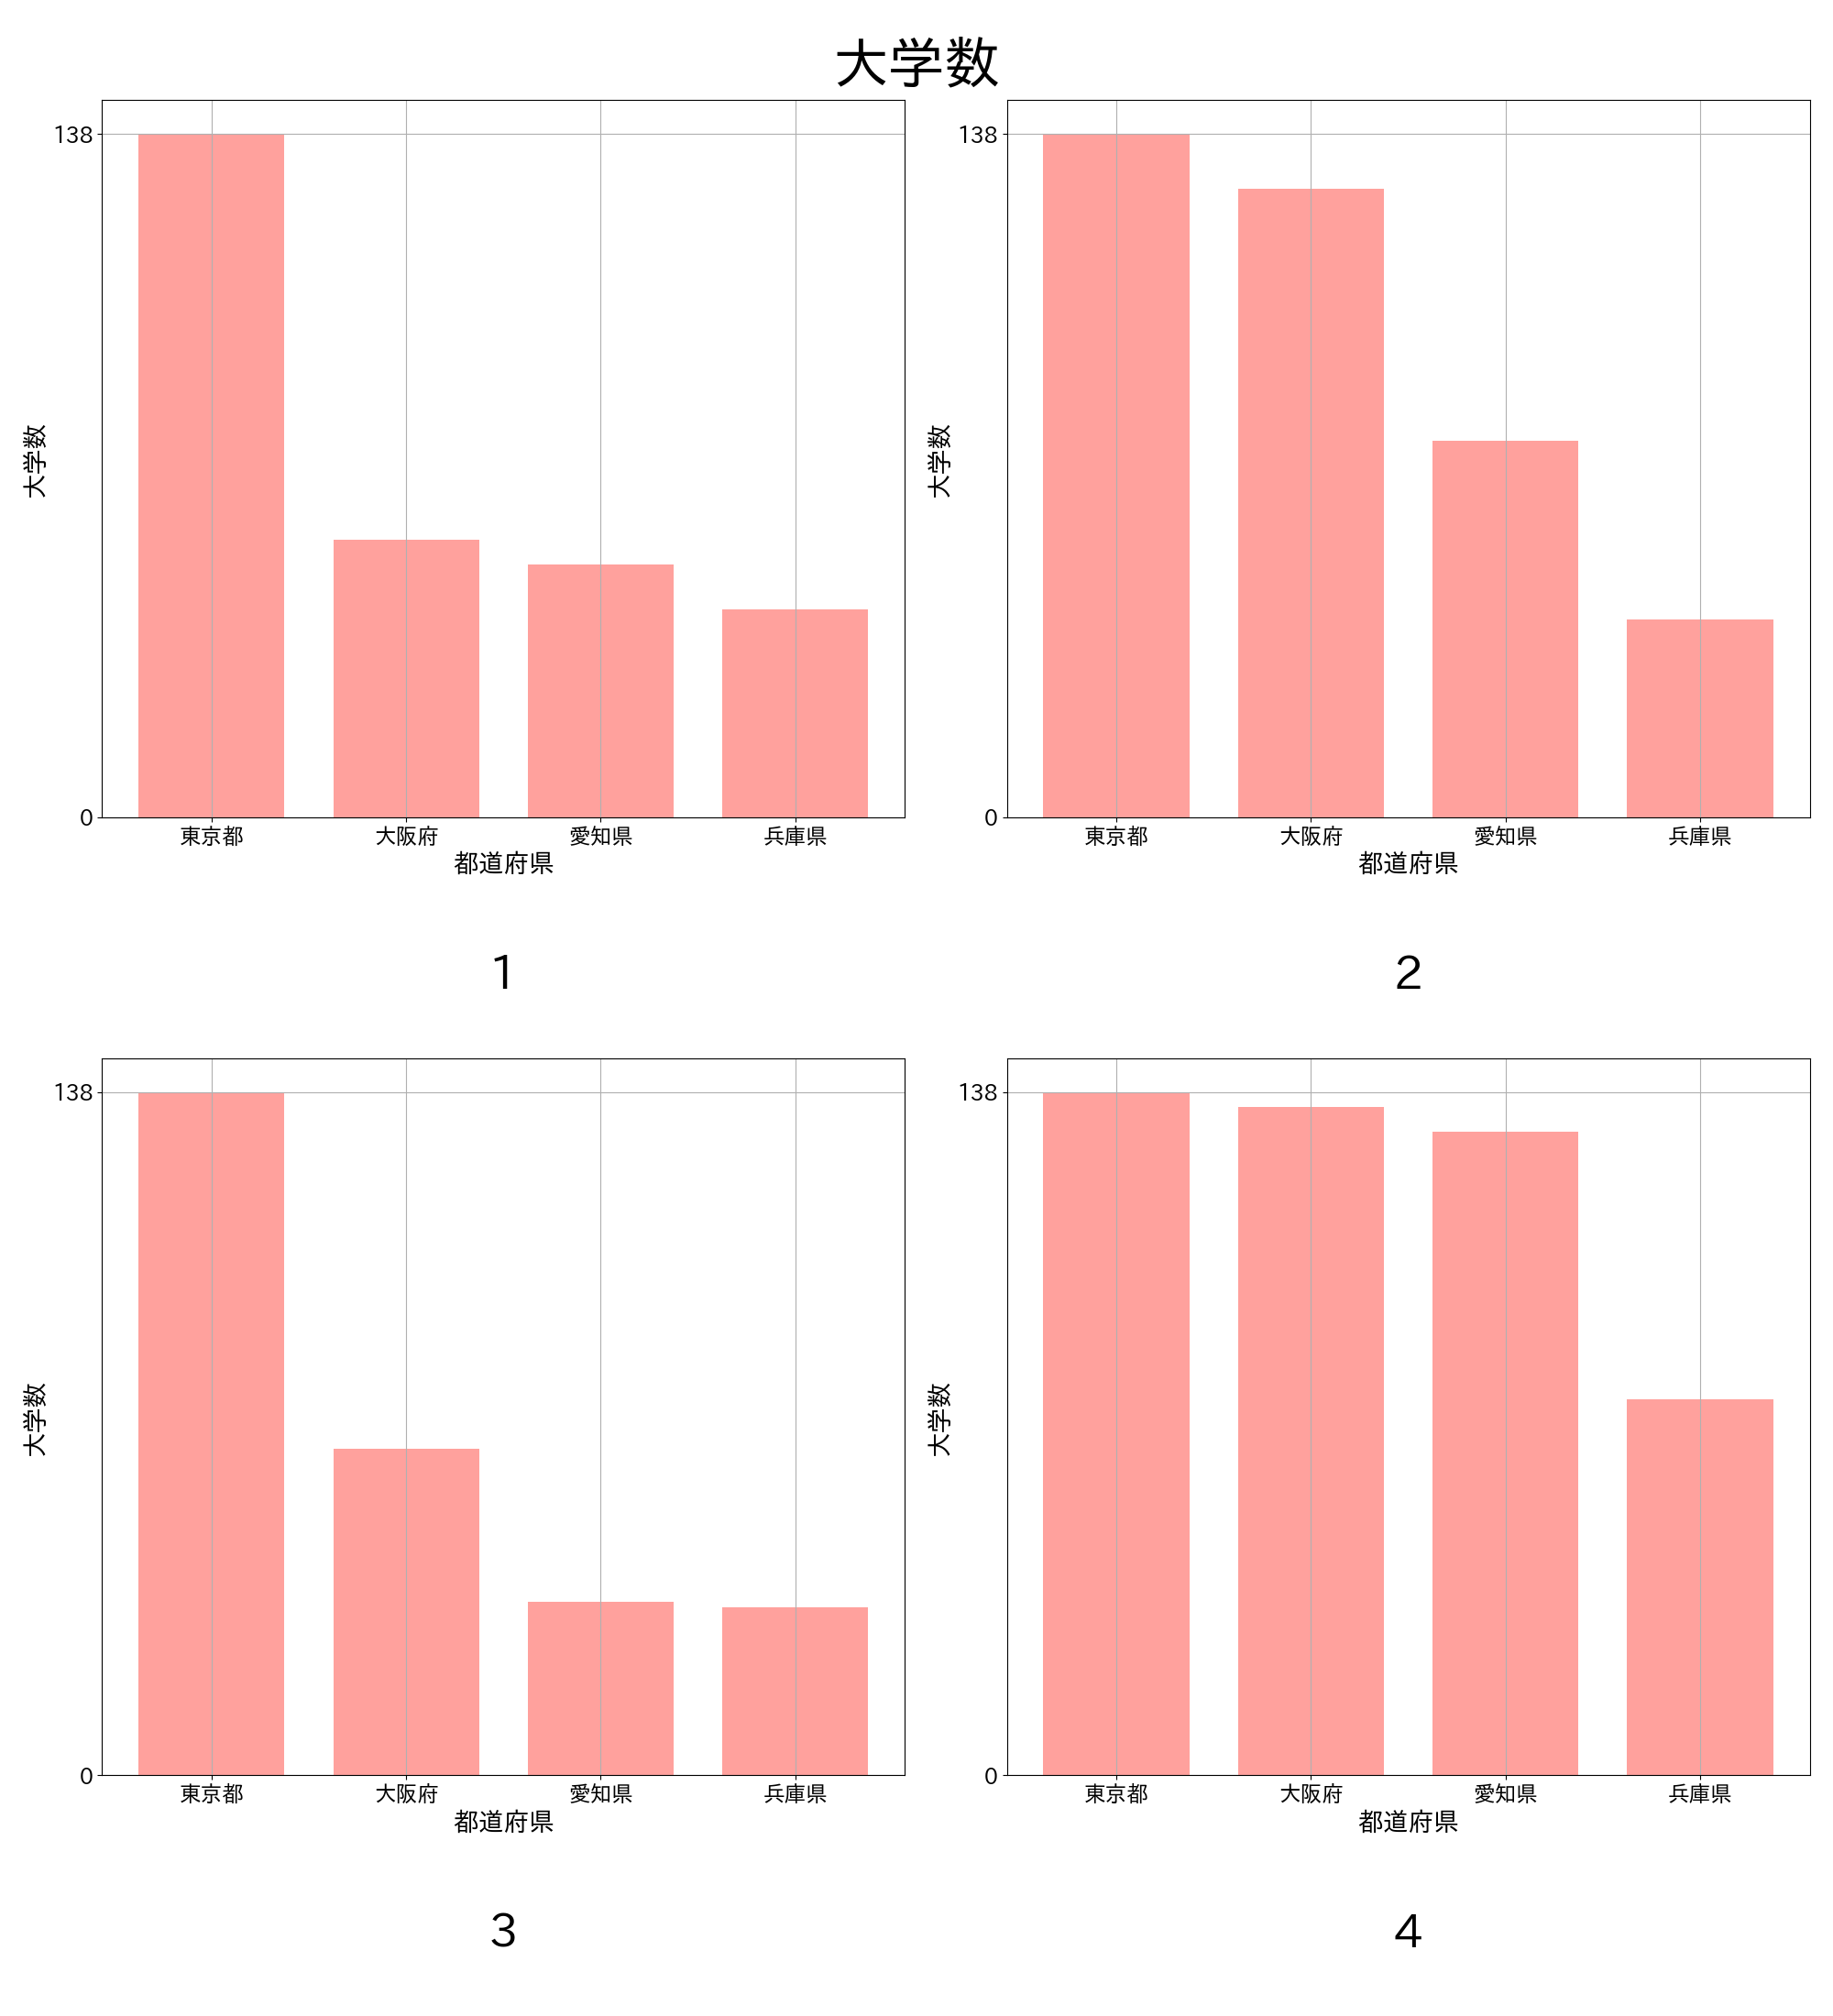 大学数
138
0
大学数
東京都 大阪府 愛知県 兵庫県
都道府県
1
138
0
大学数
東京都 大阪府 愛知県 兵庫県
都道府県
2
138
0
大学数
東京都 大阪府 愛知県 兵庫県
都道府県
3
138
0
大学数
東京都 大阪府 愛知県 兵庫県
都道府県
4